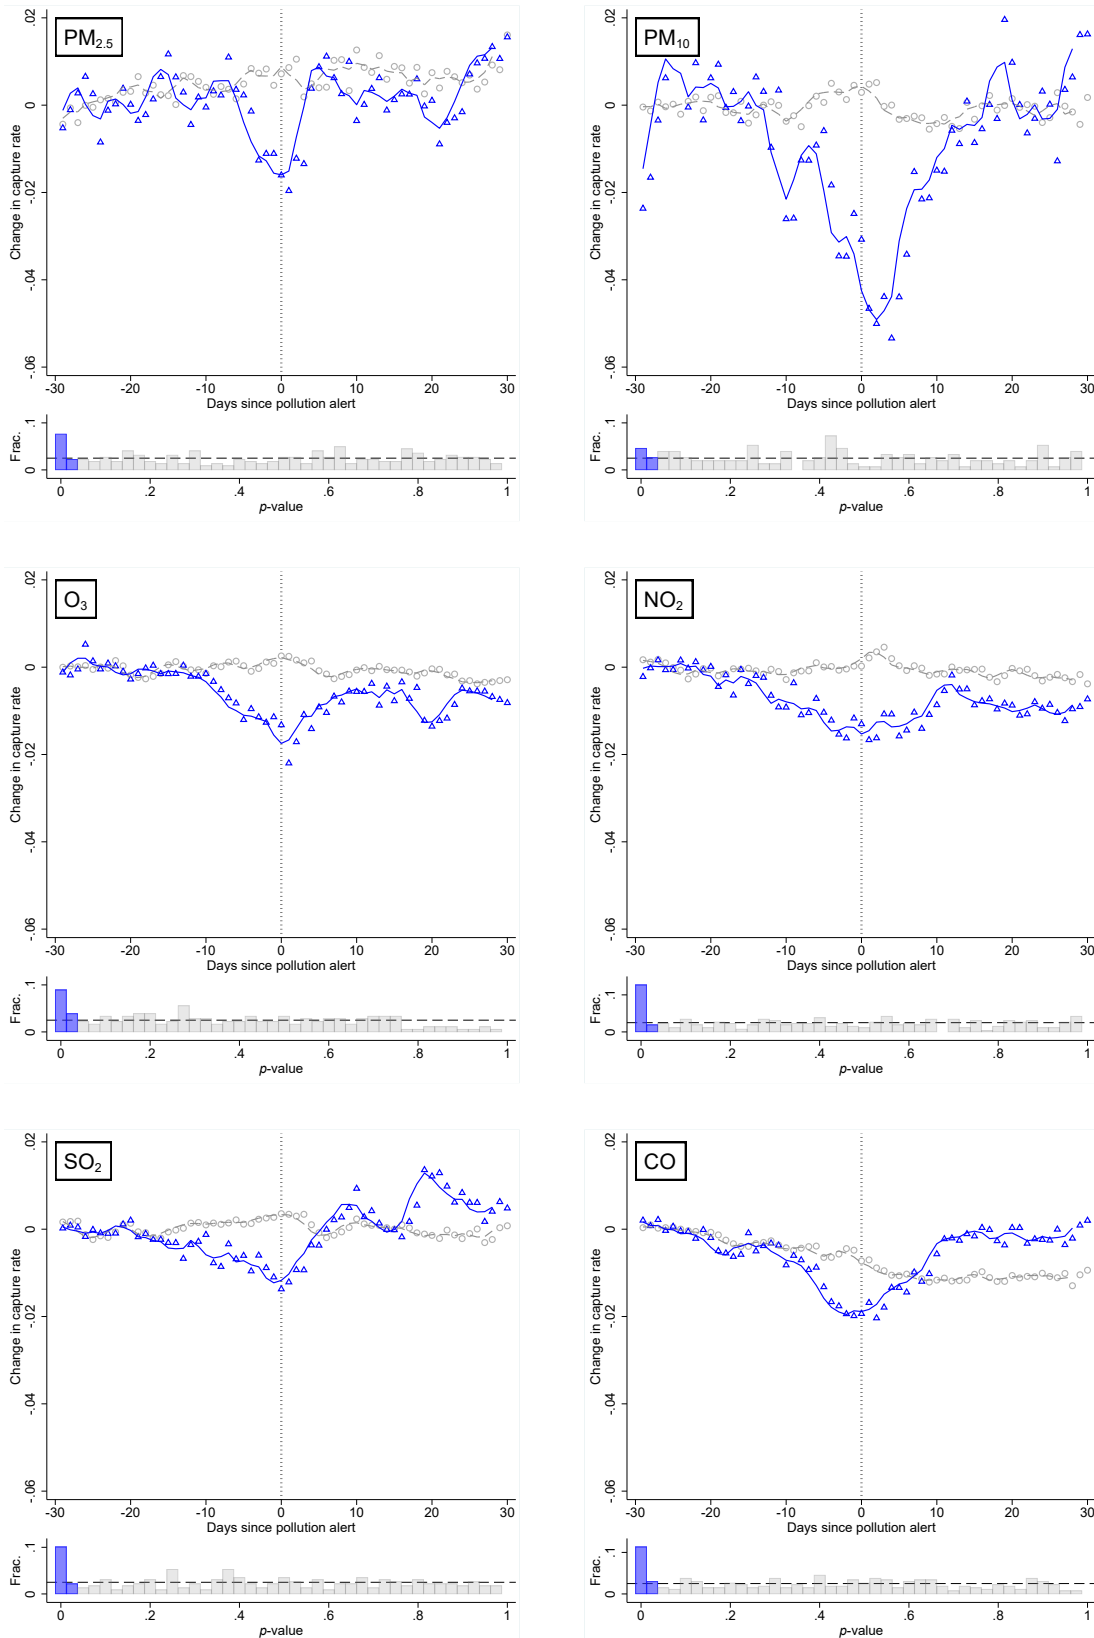 PM2.5
.02
0
-.02
-.04
-.06
Change in capture rate
-30 -20 -10 0 10 20 30
Days since pollution alert
.1
0
Frac.
0 .2 .4 .6 .8 1
p-value
PM10
.02
0
-.02
-.04
-.06
Change in capture rate
-30 -20 -10 0 10 20 30
Days since pollution alert
.1
0
Frac.
0 .2 .4 .6 .8 1
p-value
O3
.02
0
-.02
-.04
-.06
Change in capture rate
-30 -20 -10 0 10 20 30
Days since pollution alert
.1
0
Frac.
0 .2 .4 .6 .8 1
p-value
NO2
.02
0
-.02
-.04
-.06
Change in capture rate
-30 -20 -10 0 10 20 30
Days since pollution alert
.1
0
Frac.
0 .2 .4 .6 .8 1
p-value
SO2
.02
0
-.02
-.04
-.06
Change in capture rate
-30 -20 -10 0 10 20 30
Days since pollution alert
.1
0
Frac.
0 .2 .4 .6 .8 1
p-value
CO
.02
0
-.02
-.04
-.06
Change in capture rate
-30 -20 -10 0 10 20 30
Days since pollution alert
.1
0
Frac.
0 .2 .4 .6 .8 1
p-value